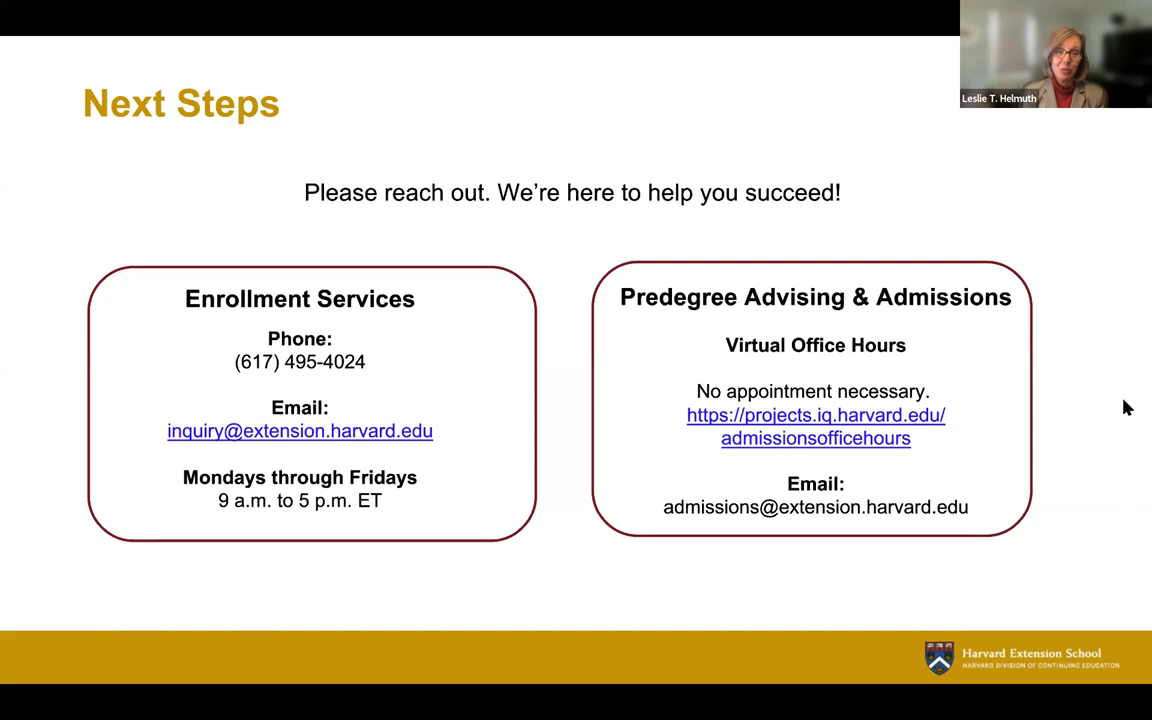 Leslie T. Helmuth
Next Steps
Please reach out. We're here to help you succeed!
Enrollment Services
Phone:
(617) 495-4024
Email:
inquiry@extension.harvard.edu
Mondays through Fridays
9 a.m. to 5 p.m. ET
Predegree Advising & Admissions
Virtual Office Hours
No appointment necessary.
https://projects.iq.harvard.edu/
admissionsofficehours
Email:
admissions@extension.harvard.edu
Harvard Extension School
HARVARD DIVISION OF CONTINUING EDUCATION